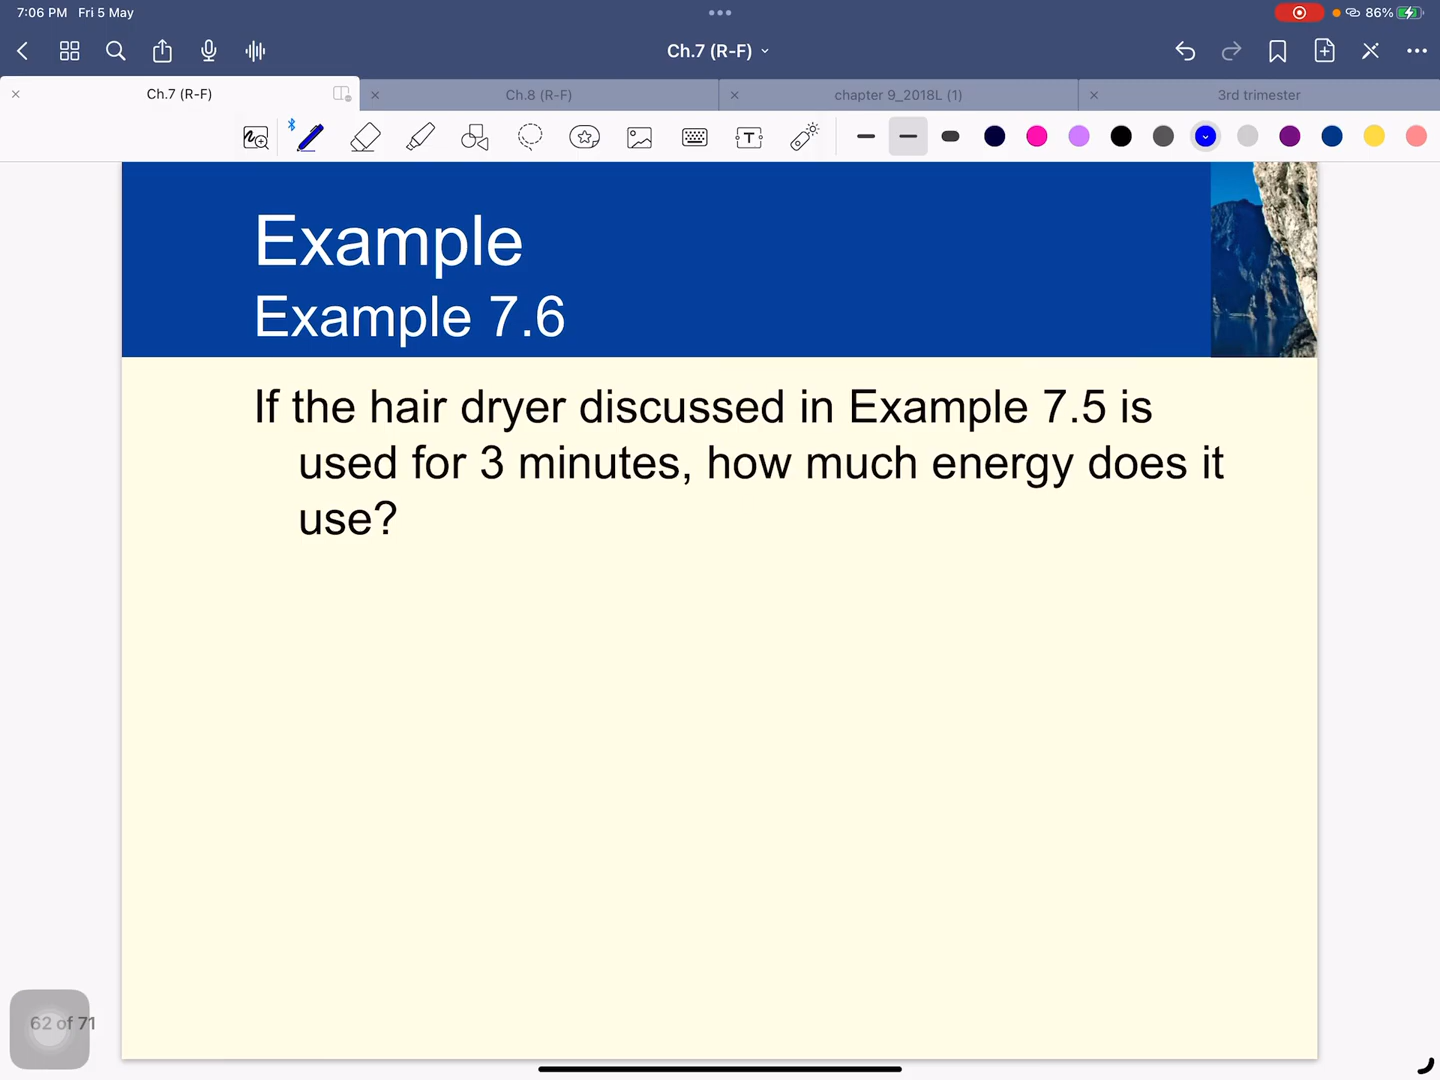 7:06 PM Fri 5 May
86%
Ch.7 (R-F)
Ch.7 (R-F)
Ch.8 (R-F)
chapter 9_2018L (1)
3rd trimester
T
Example
Example 7.6
If the hair dryer discussed in Example 7.5 is
used for 3 minutes, how much energy does it
use?
62 of 71